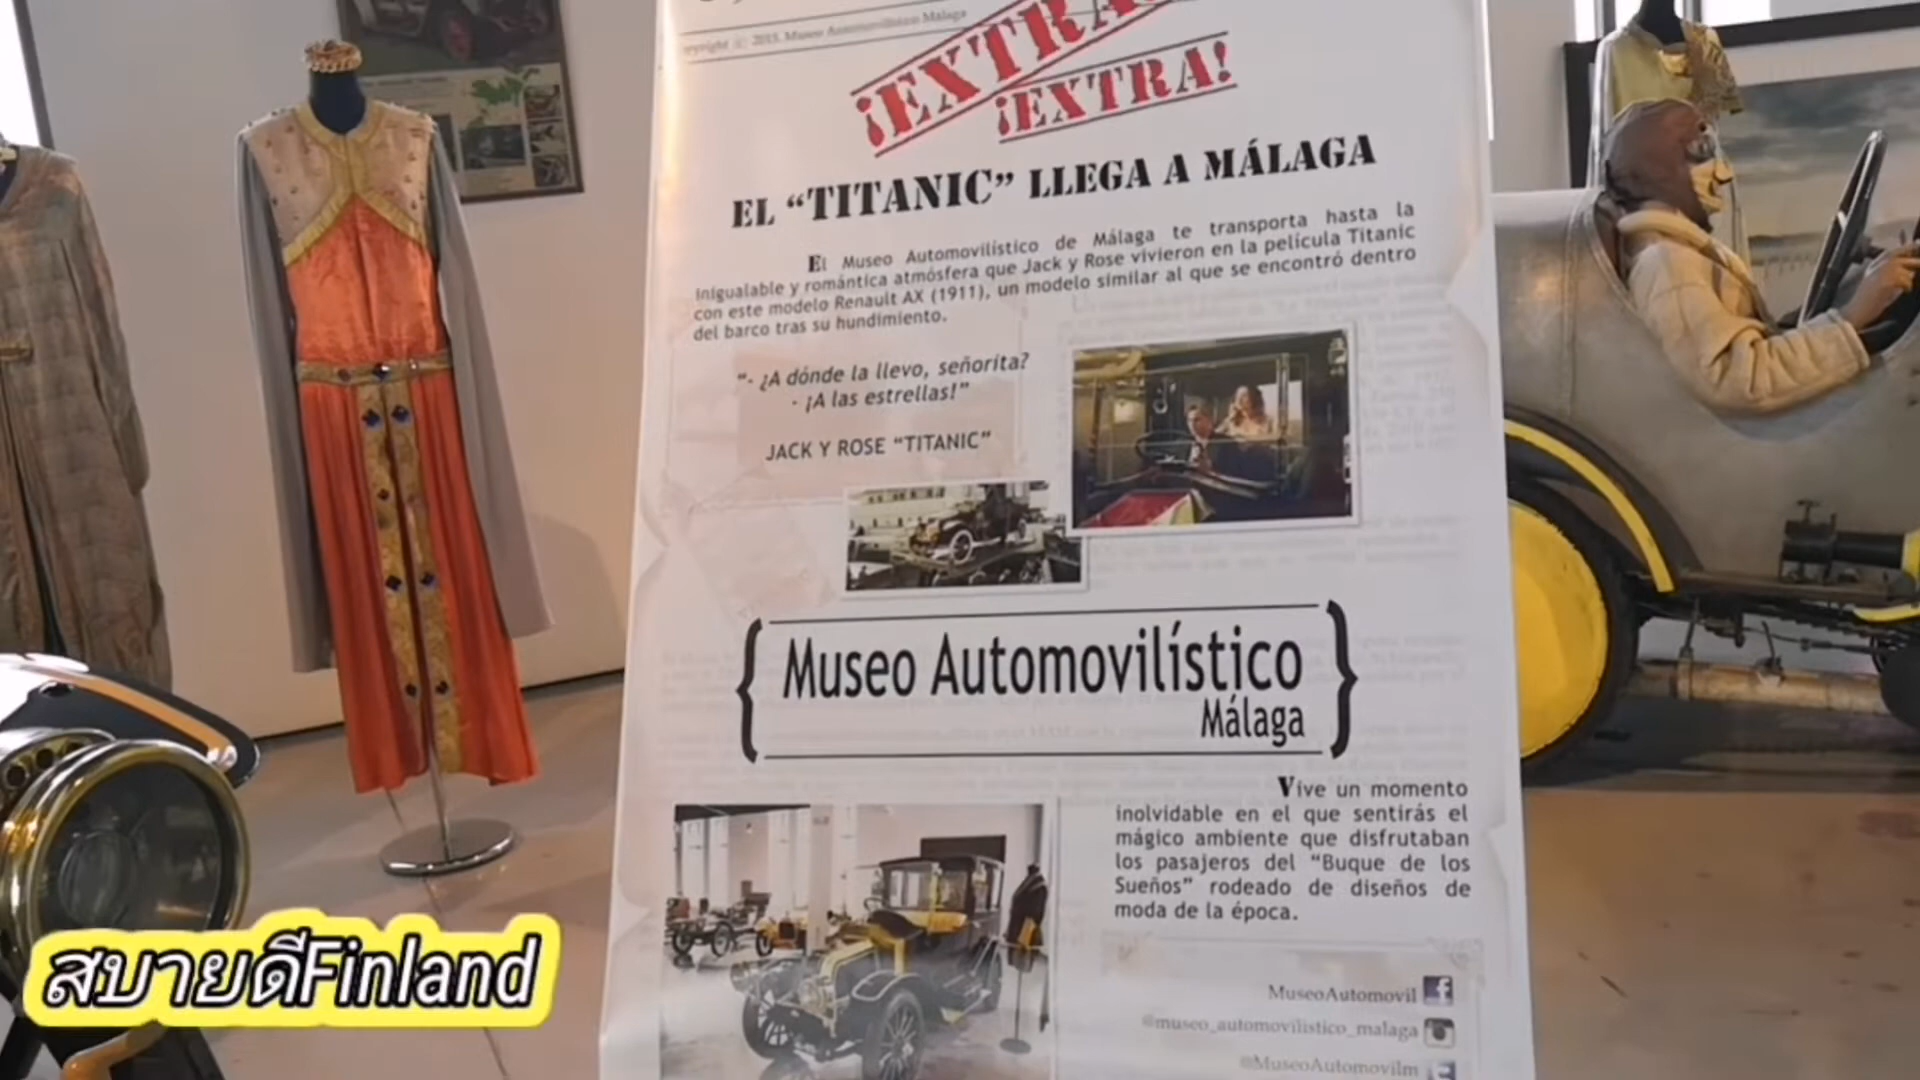 2015. Museo Automovilístico Málaga
¡EXTRA!
¡EXTRA!
EL “TITANIC” LLEGA A MÁLAGA
El Museo Automovilístico de Málaga te transporta hasta la
inigualable y romántica atmósfera que Jack y Rose vivieron en la película Titanic
con este modelo Renault AX (1911), un modelo similar al que se encontró dentro
del barco tras su hundimiento.
“- ¿A dónde la llevo, señorita?
- ¡A las estrellas!”
JACK Y ROSE “TITANIC”
Museo Automovilístico
Málaga
Vive un momento
inolvidable en el que sentirás el
mágico ambiente que disfrutaban
los pasajeros del “Buque de los
Sueños” rodeado de diseños de
moda de la época.
MuseoAutomovil
@museo_automovilistico_malaga
@MuseoAutomovilm
สบายดีFinland